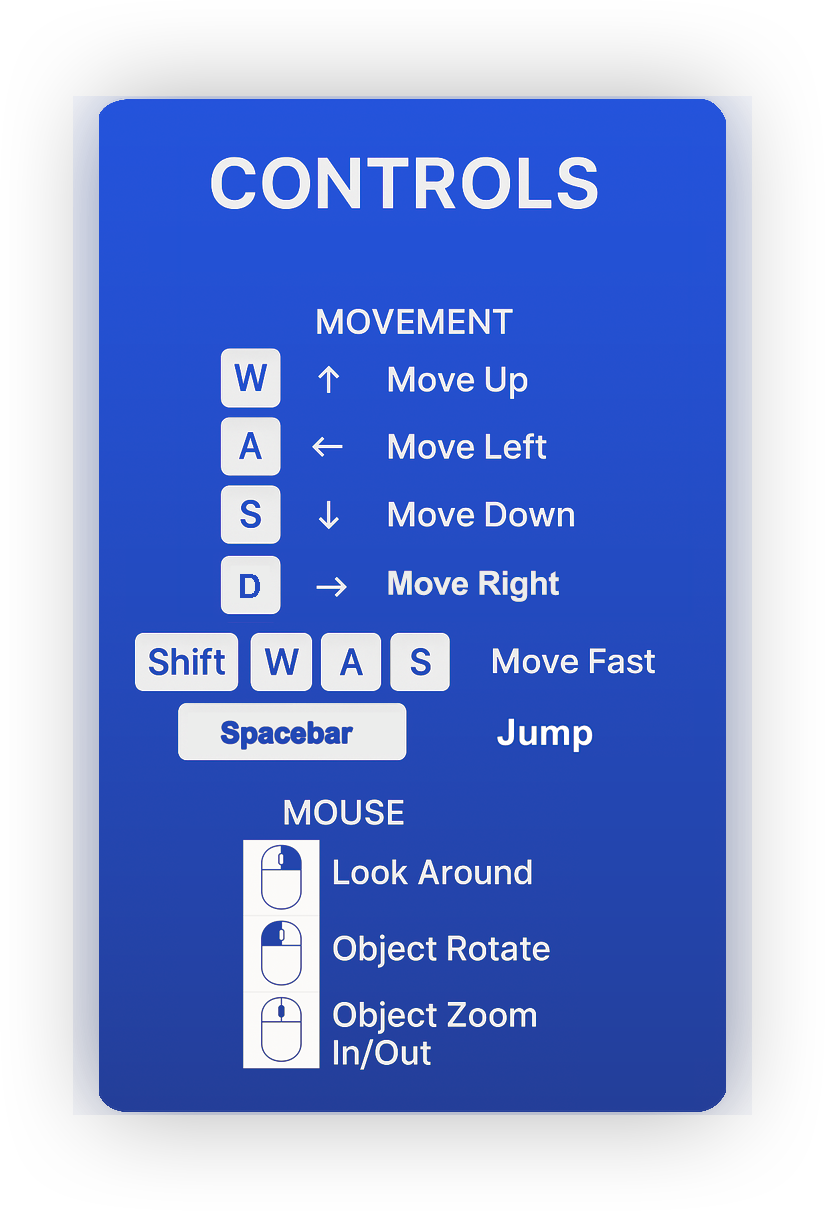 CONTROLS
MOVEMENT
W ↑ Move Up
A ← Move Left
S ↓ Move Down
D → Move Right
Shift W A S Move Fast
Spacebar Jump
MOUSE
Look Around
Object Rotate
Object Zoom
In/Out